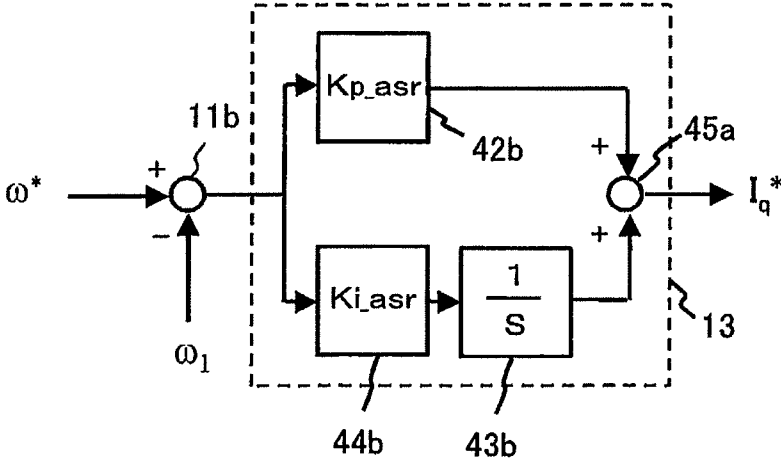 Kp_asr
11b
42b
45a
+
+
ω*
Iq*
−
+
Ki_asr
1
S
13
ω1
44b
43b